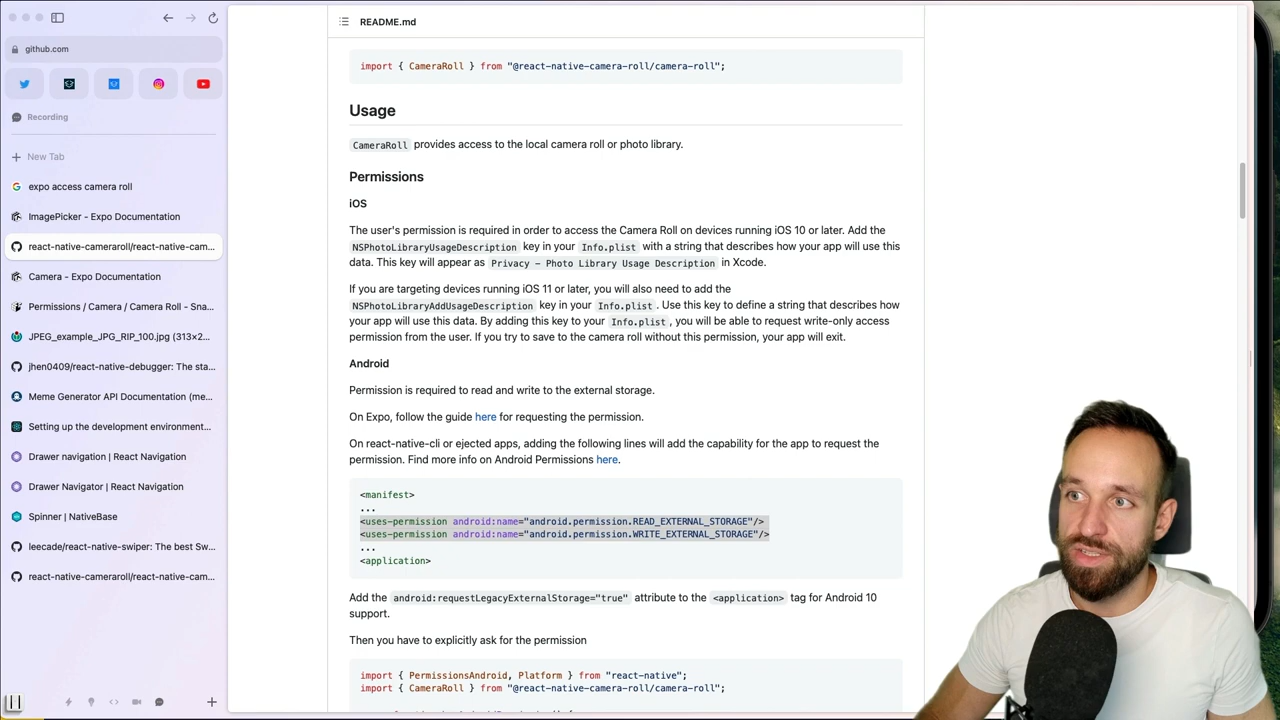 github.com
Recording
New Tab
expo access camera roll
ImagePicker - Expo Documentation
react-native-cameraroll/react-native-cam...
Camera - Expo Documentation
Permissions / Camera / Camera Roll - Sna...
JPEG_example_JPG_RIP_100.jpg (313×2...
jhen0409/react-native-debugger: The sta...
Meme Generator API Documentation (me...
Setting up the development environment...
Drawer navigation | React Navigation
Drawer Navigator | React Navigation
Spinner | NativeBase
leecade/react-native-swiper: The best Sw...
react-native-cameraroll/react-native-cam...
README.md
import { CameraRoll } from "@react-native-camera-roll/camera-roll";
Usage
CameraRoll provides access to the local camera roll or photo library.
Permissions
iOS
The user's permission is required in order to access the Camera Roll on devices running iOS 10 or later. Add the
NSPhotoLibraryUsageDescription key in your Info.plist with a string that describes how your app will use this
data. This key will appear as Privacy - Photo Library Usage Description in Xcode.
If you are targeting devices running iOS 11 or later, you will also need to add the
NSPhotoLibraryAddUsageDescription key in your Info.plist. Use this key to define a string that describes how
your app will use this data. By adding this key to your Info.plist, you will be able to request write-only access
permission from the user. If you try to save to the camera roll without this permission, your app will exit.
Android
Permission is required to read and write to the external storage.
On Expo, follow the guide here for requesting the permission.
On react-native-cli or ejected apps, adding the following lines will add the capability for the app to request the
permission. Find more info on Android Permissions here.
<manifest>
...
<uses-permission android:name="android.permission.READ_EXTERNAL_STORAGE"/>
<uses-permission android:name="android.permission.WRITE_EXTERNAL_STORAGE"/>
...
<application>
Add the android:requestLegacyExternalStorage="true" attribute to the <application> tag for Android 10
support.
Then you have to explicitly ask for the permission
import { PermissionsAndroid, Platform } from "react-native";
import { CameraRoll } from "@react-native-camera-roll/camera-roll";